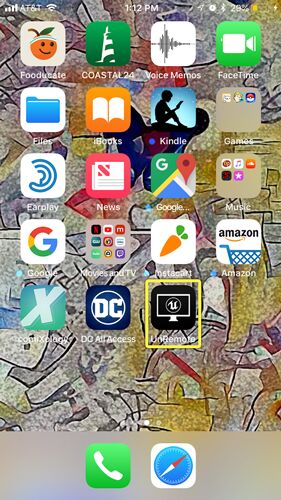 AT&T 1:12 PM 29%
Fooducate COASTAL24 Voice Memos FaceTime
Files iBooks Kindle Games
Earplay News Google... Music
amazon
Google Movies and TV Instacart Amazon
DC
comiXology DC All Access UnRemote